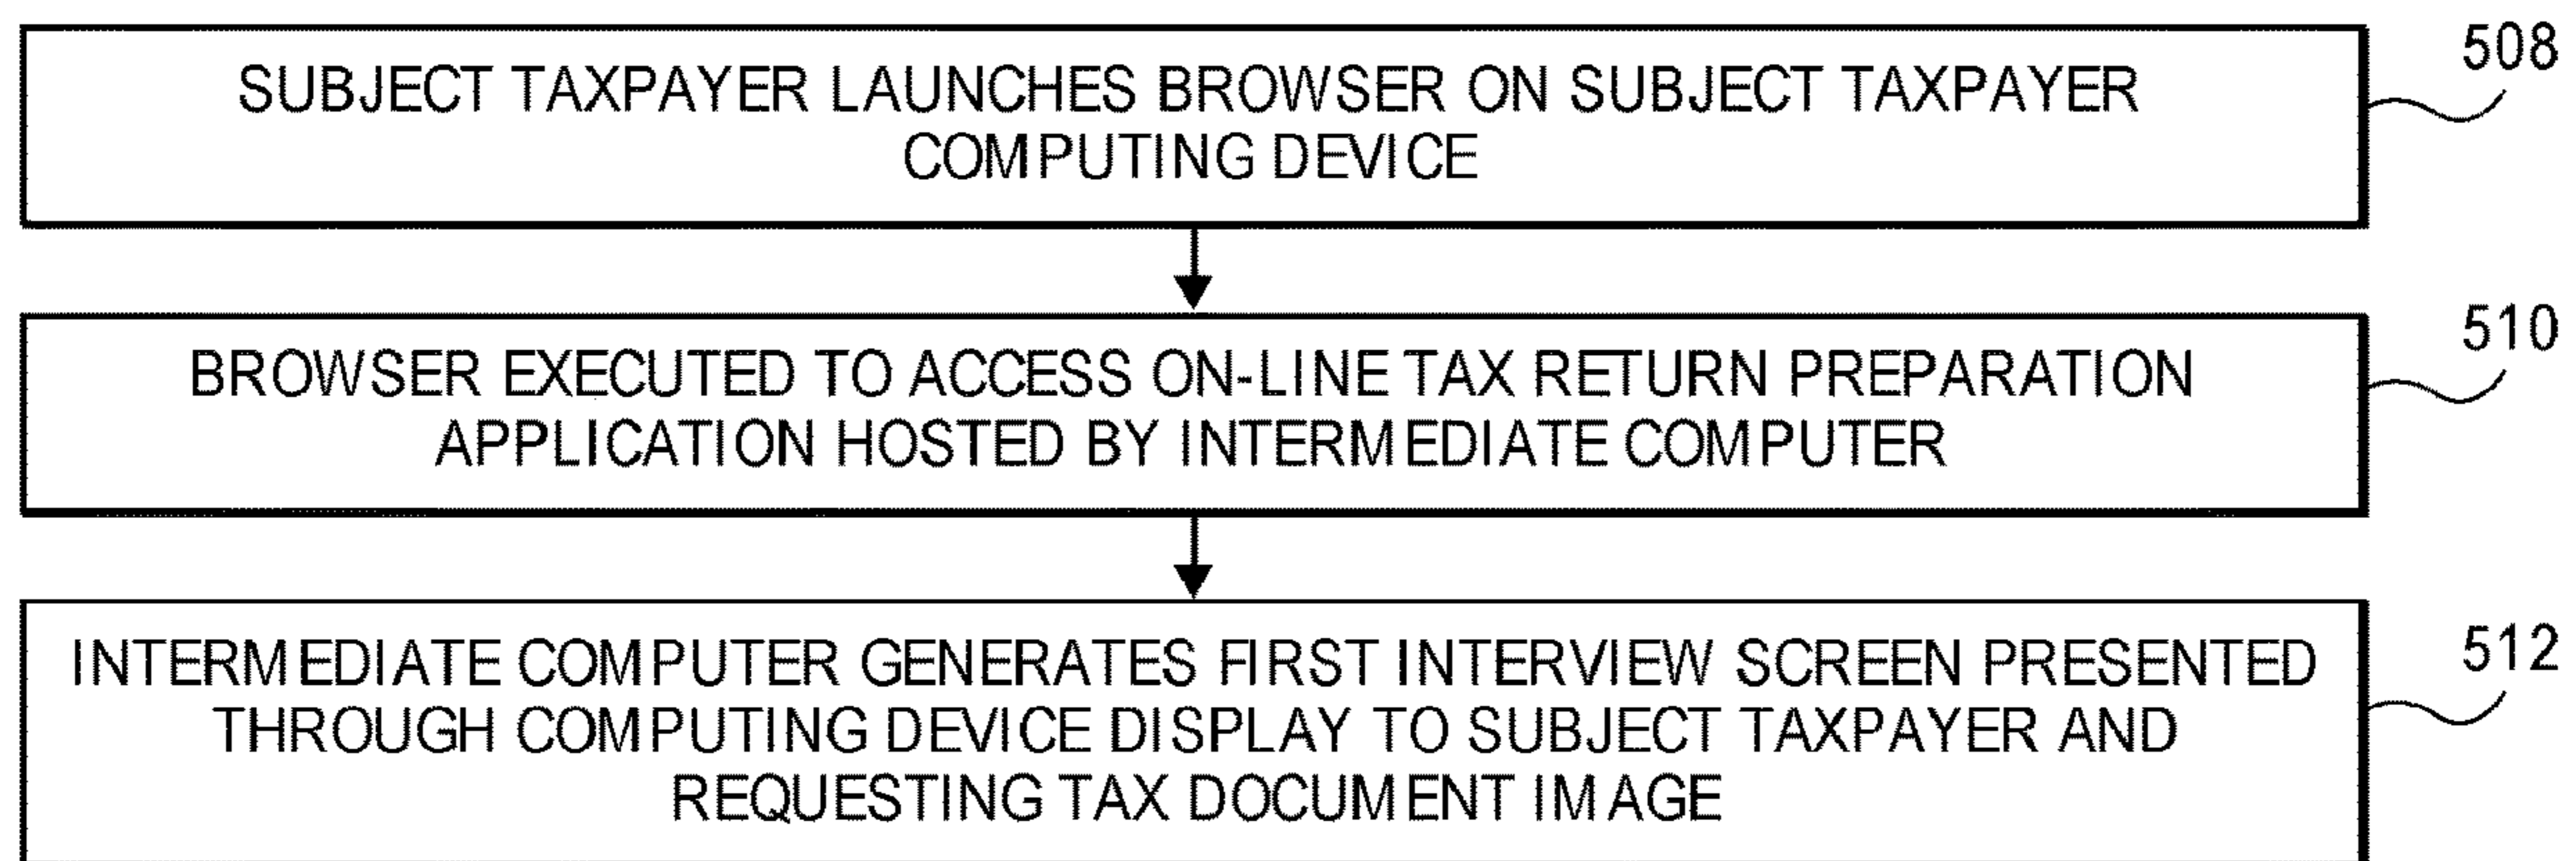 508
SUBJECT TAXPAYER LAUNCHES BROWSER ON SUBJECT TAXPAYER
COMPUTING DEVICE
510
BROWSER EXECUTED TO ACCESS ON-LINE TAX RETURN PREPARATION
APPLICATION HOSTED BY INTERMEDIATE COMPUTER
512
INTERMEDIATE COMPUTER GENERATES FIRST INTERVIEW SCREEN PRESENTED
THROUGH COMPUTING DEVICE DISPLAY TO SUBJECT TAXPAYER AND
REQUESTING TAX DOCUMENT IMAGE